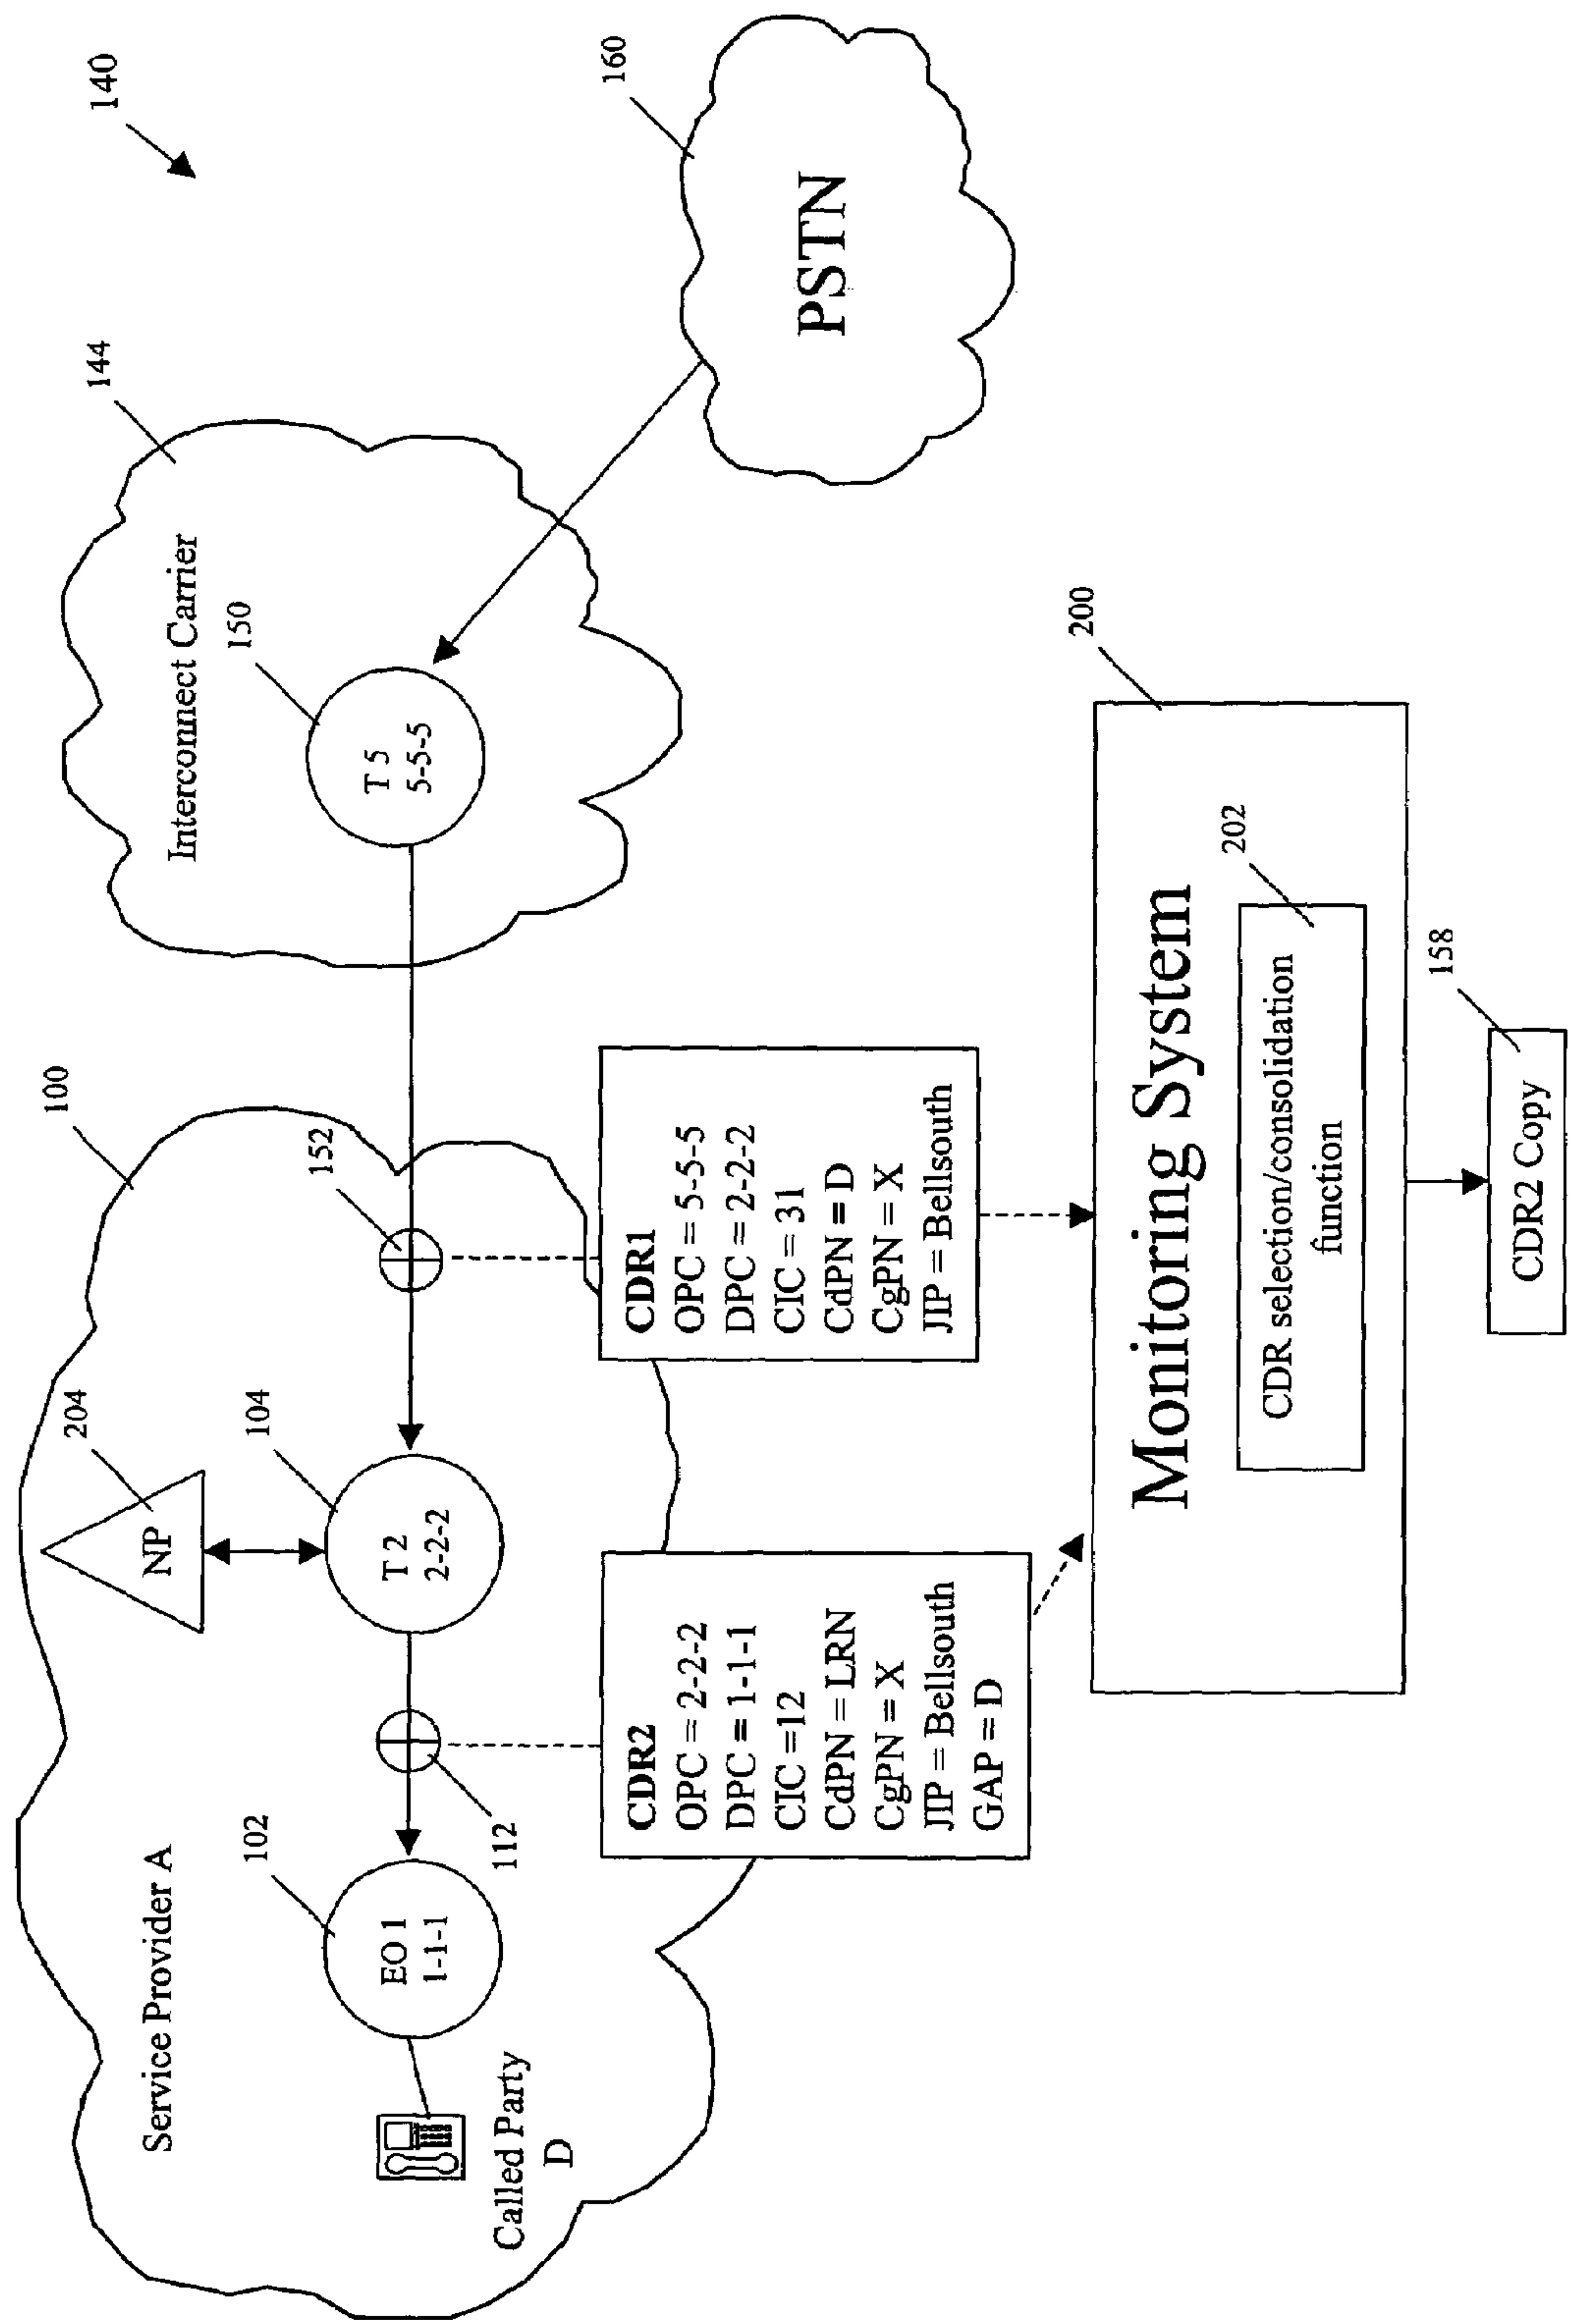 140
144
160
Interconnect Carrier
150
T 5
5-5-5
PSTN
100
Service Provider A
204
NP
152
104
T 2
2-2-2
102
EO 1
1-1-1
112
Called Party
D
CDR2
OPC = 2-2-2
DPC = 1-1-1
CIC =12
CdPN = LRN
CgPN = X
JIP = Bellsouth
GAP = D
CDR1
OPC = 5-5-5
DPC = 2-2-2
CIC = 31
CdPN = D
CgPN = X
JIP = Bellsouth
200
Monitoring System
202
CDR selection/consolidation
function
158
CDR2 Copy